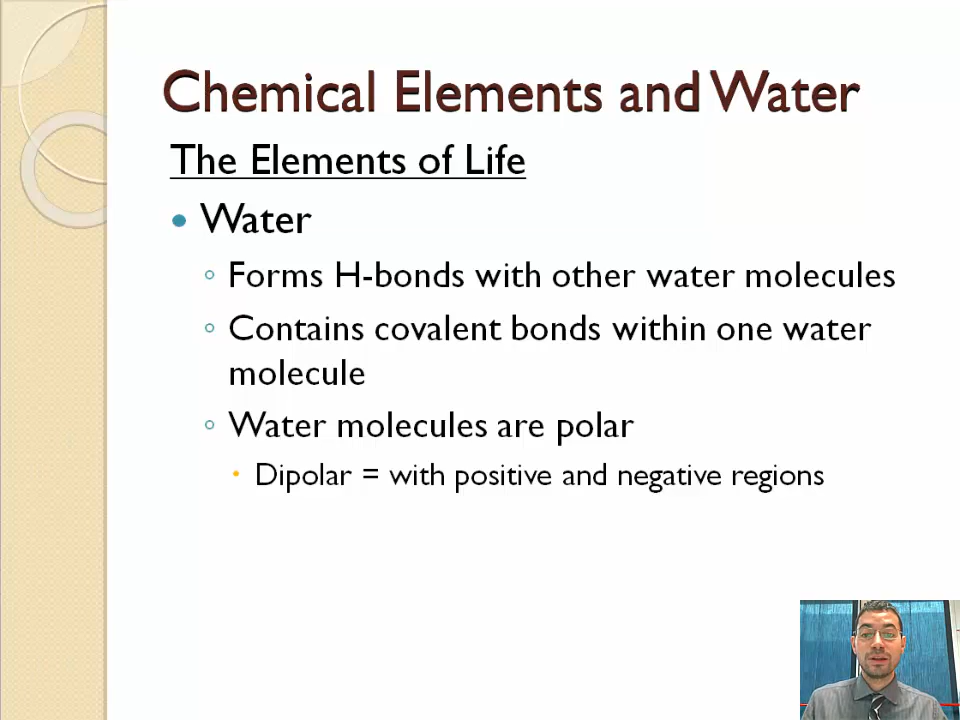 Chemical Elements and Water
The Elements of Life
• Water
◦ Forms H-bonds with other water molecules
◦ Contains covalent bonds within one water
molecule
◦ Water molecules are polar
▪ Dipolar = with positive and negative regions